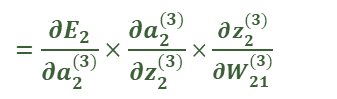 = ∂E₂/∂a₂⁽³⁾ × ∂a₂⁽³⁾/∂z₂⁽³⁾ × ∂z₂⁽³⁾/∂W₂₁⁽³⁾